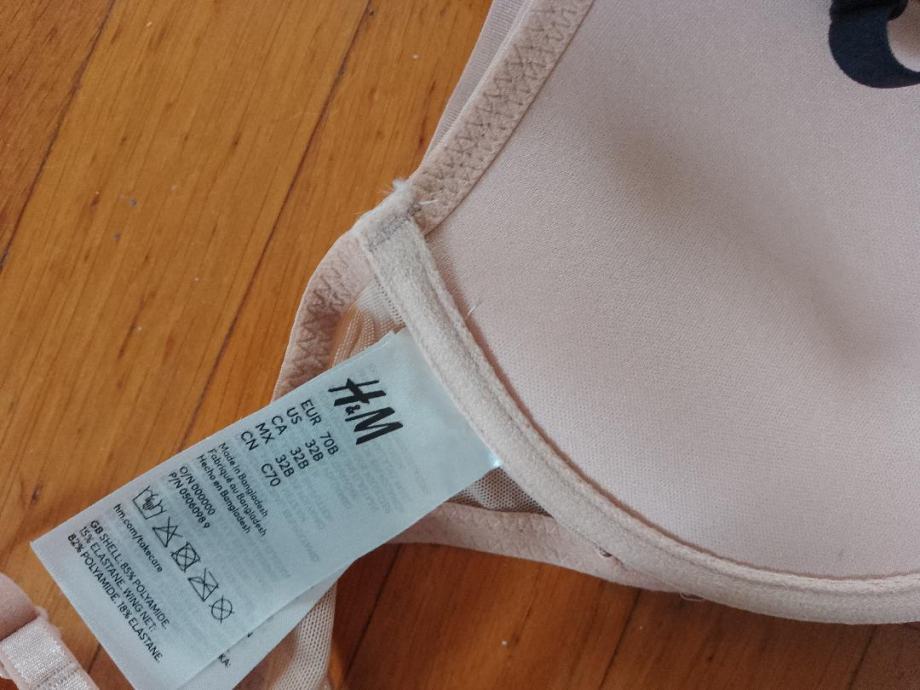 H&M
EUR 70B
US 32B
CA 32B
MX 32B
CN C70
Made in Bangladesh
Fabriqué au Bangladesh
Hecho en Bangladesh
O/N 000000
P/N 0506098 9
hm.com/takecare
GB SHELL: 85% POLYAMIDE,
15% ELASTANE. WING NET:
82% POLYAMIDE, 18% ELASTANE.
KA: